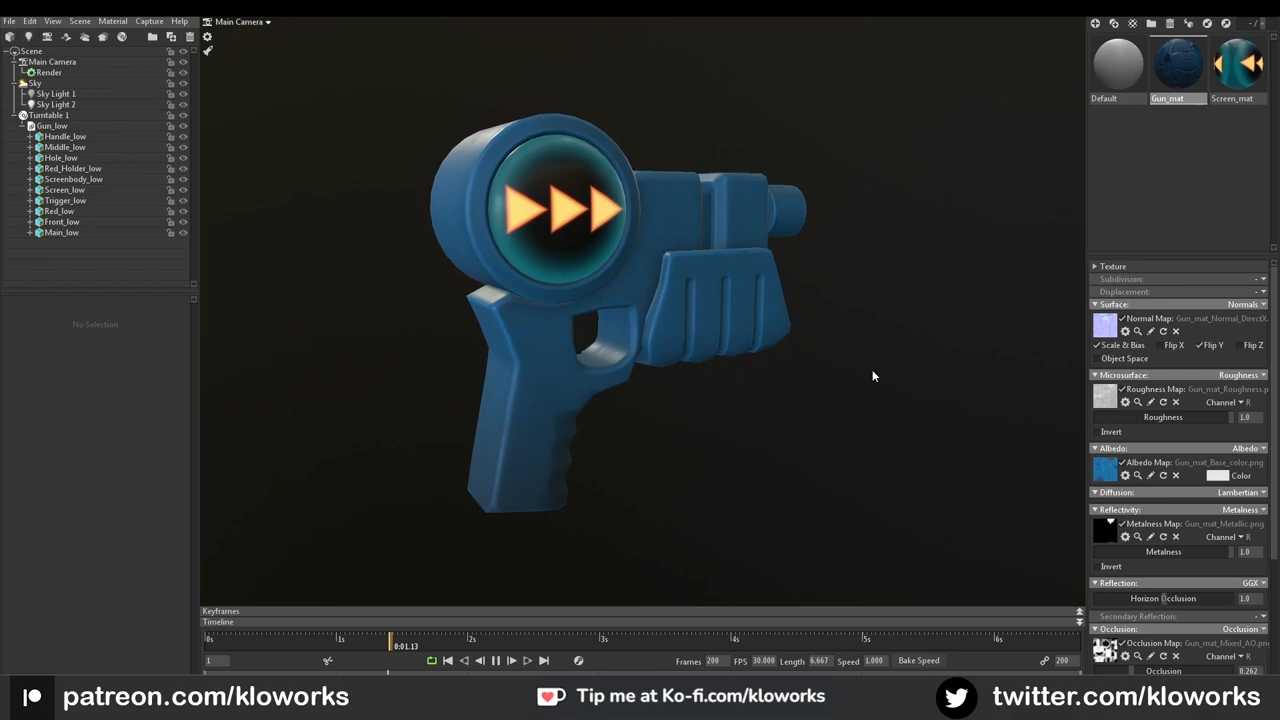 File Edit View Scene Material Capture Help
Main Camera
Scene
Main Camera
Render
Sky
Sky Light 1
Sky Light 2
Turntable 1
Gun_low
Handle_low
Middle_low
Hole_low
Red_Holder_low
Screenbody_low
Screen_low
Trigger_low
Red_low
Front_low
Main_low
No Selection
Default Gun_mat Screen_mat
Texture
Subdivision: -
Displacement: -
Surface: Normals
Normal Map: Gun_mat_Normal_DirectX.
Scale & Bias Flip X Flip Y Flip Z
Object Space
Microsurface: Roughness
Roughness Map: Gun_mat_Roughness.p
Channel R
Roughness 1.0
Invert
Albedo: Albedo
Albedo Map: Gun_mat_Base_color.png
Color
Diffusion: Lambertian
Reflectivity: Metalness
Metalness Map: Gun_mat_Metallic.png
Channel R
Metalness 1.0
Invert
Reflection: GGX
Horizon Occlusion 1.0
Secondary Reflection: -
Occlusion: Occlusion
Occlusion Map: Gun_mat_Mixed_AO.png
Channel R
Occlusion 0.262
Keyframes
Timeline
0s 1s 2s 3s 4s 5s 6s
0:01.13
1 Frames 200 FPS 30.000 Length 6.667 Speed 1.000 Bake Speed 200
patreon.com/kloworks
Tip me at Ko-fi.com/kloworks
twitter.com/kloworks